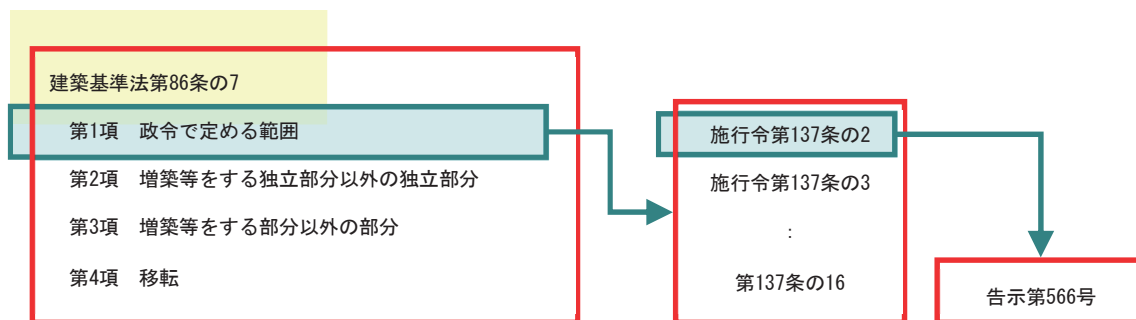 建築基準法第86条の7
第1項　政令で定める範囲
第2項　増築等をする独立部分以外の独立部分
第3項　増築等をする部分以外の部分
第4項　移転
施行令第137条の2
施行令第137条の3
：
第137条の16
告示第566号